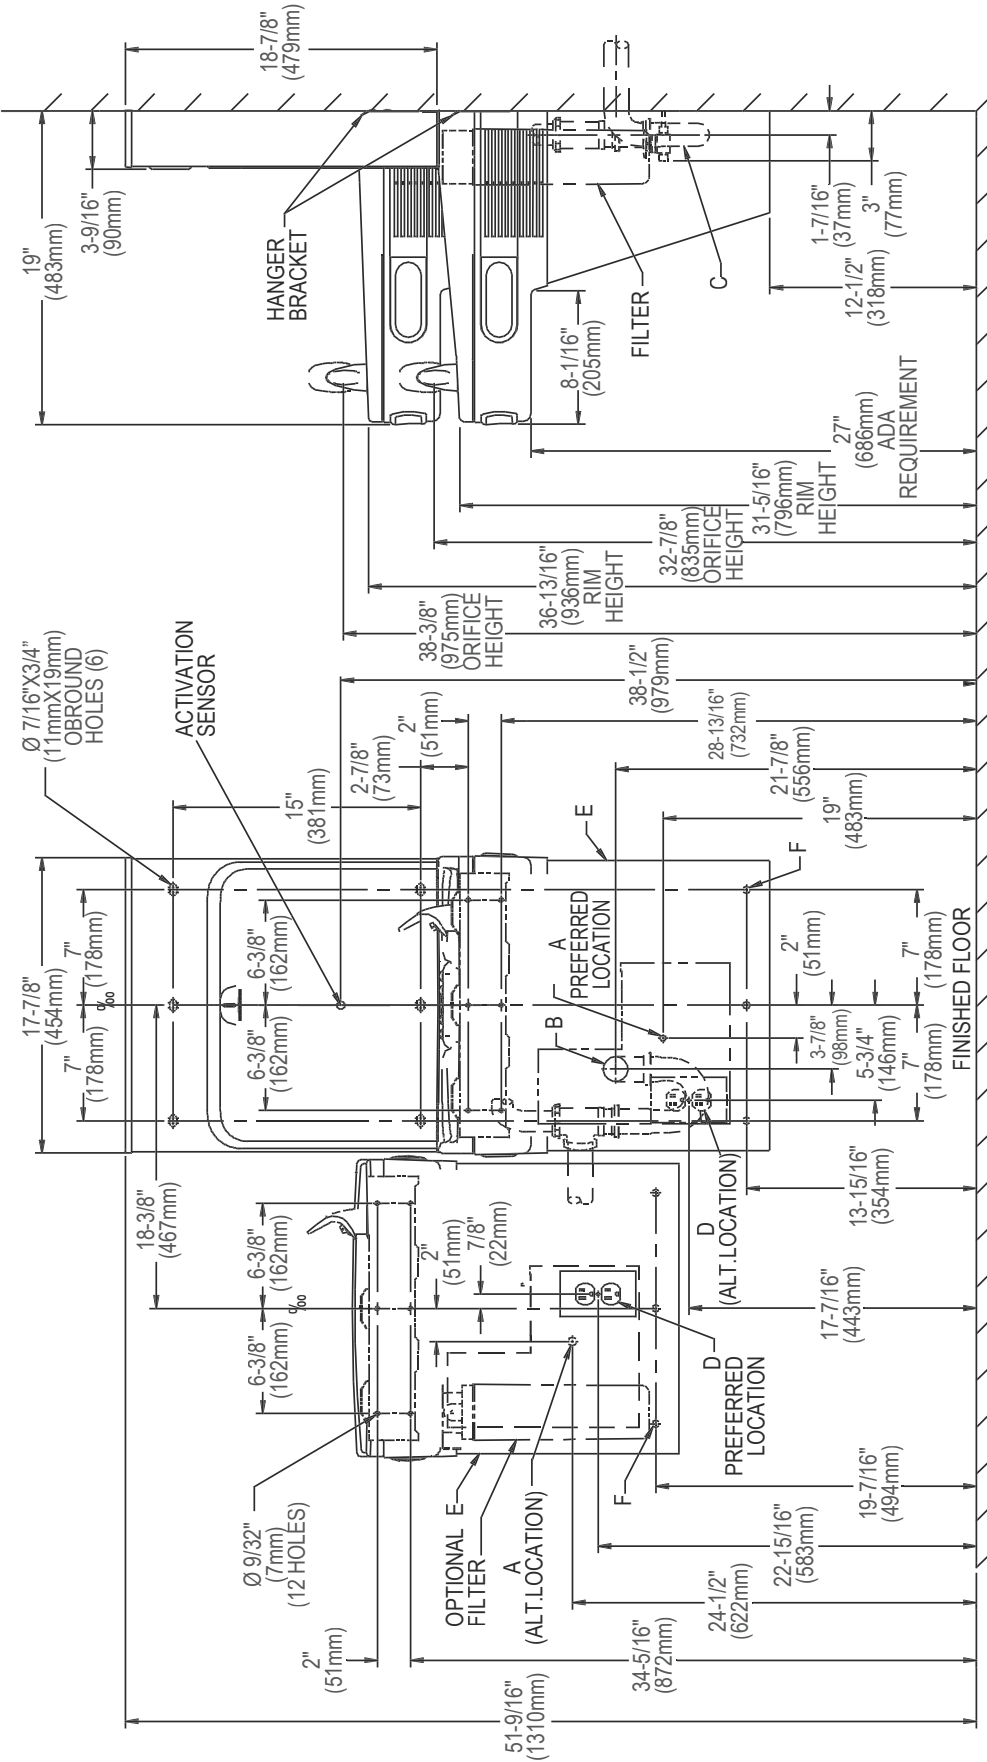 51-9/16"
(1310mm)
2"
(51mm)
34-5/16"
(872mm)
Ø 9/32"
(7mm)
(12 HOLES)
OPTIONAL
FILTER
E
A
(ALT.LOCATION)
24-1/2"
(622mm)
22-15/16"
(583mm)
F
19-7/16"
(494mm)
D
PREFERRED
LOCATION
6-3/8"
(162mm)
6-3/8"
(162mm)
18-3/8"
(467mm)
2"
(51mm)
7/8"
(22mm)
D
(ALT.LOCATION)
17-7/16"
(443mm)
13-15/16"
(354mm)
17-7/8"
(454mm)
7"
(178mm)
7"
(178mm)
6-3/8"
(162mm)
6-3/8"
(162mm)
B
A
PREFERRED
LOCATION
E
F
2"
(51mm)
3-7/8"
(98mm)
5-3/4"
(146mm)
7"
(178mm)
7"
(178mm)
FINISHED FLOOR
Ø 7/16"X3/4"
(11mmX19mm)
OBROUND
HOLES (6)
ACTIVATION
SENSOR
15"
(381mm)
2-7/8"
(73mm)
2"
(51mm)
19"
(483mm)
21-7/8"
(556mm)
28-13/16"
(732mm)
38-1/2"
(979mm)
38-3/8"
(975mm)
ORIFICE
HEIGHT
36-13/16"
(936mm)
RIM
HEIGHT
32-7/8"
(835mm)
ORIFICE
HEIGHT
31-5/16"
(796mm)
RIM
HEIGHT
27"
(686mm)
ADA
REQUIREMENT
19"
(483mm)
3-9/16"
(90mm)
18-7/8"
(479mm)
HANGER
BRACKET
8-1/16"
(205mm)
FILTER
C
12-1/2"
(318mm)
1-7/16"
(37mm)
3"
(77mm)